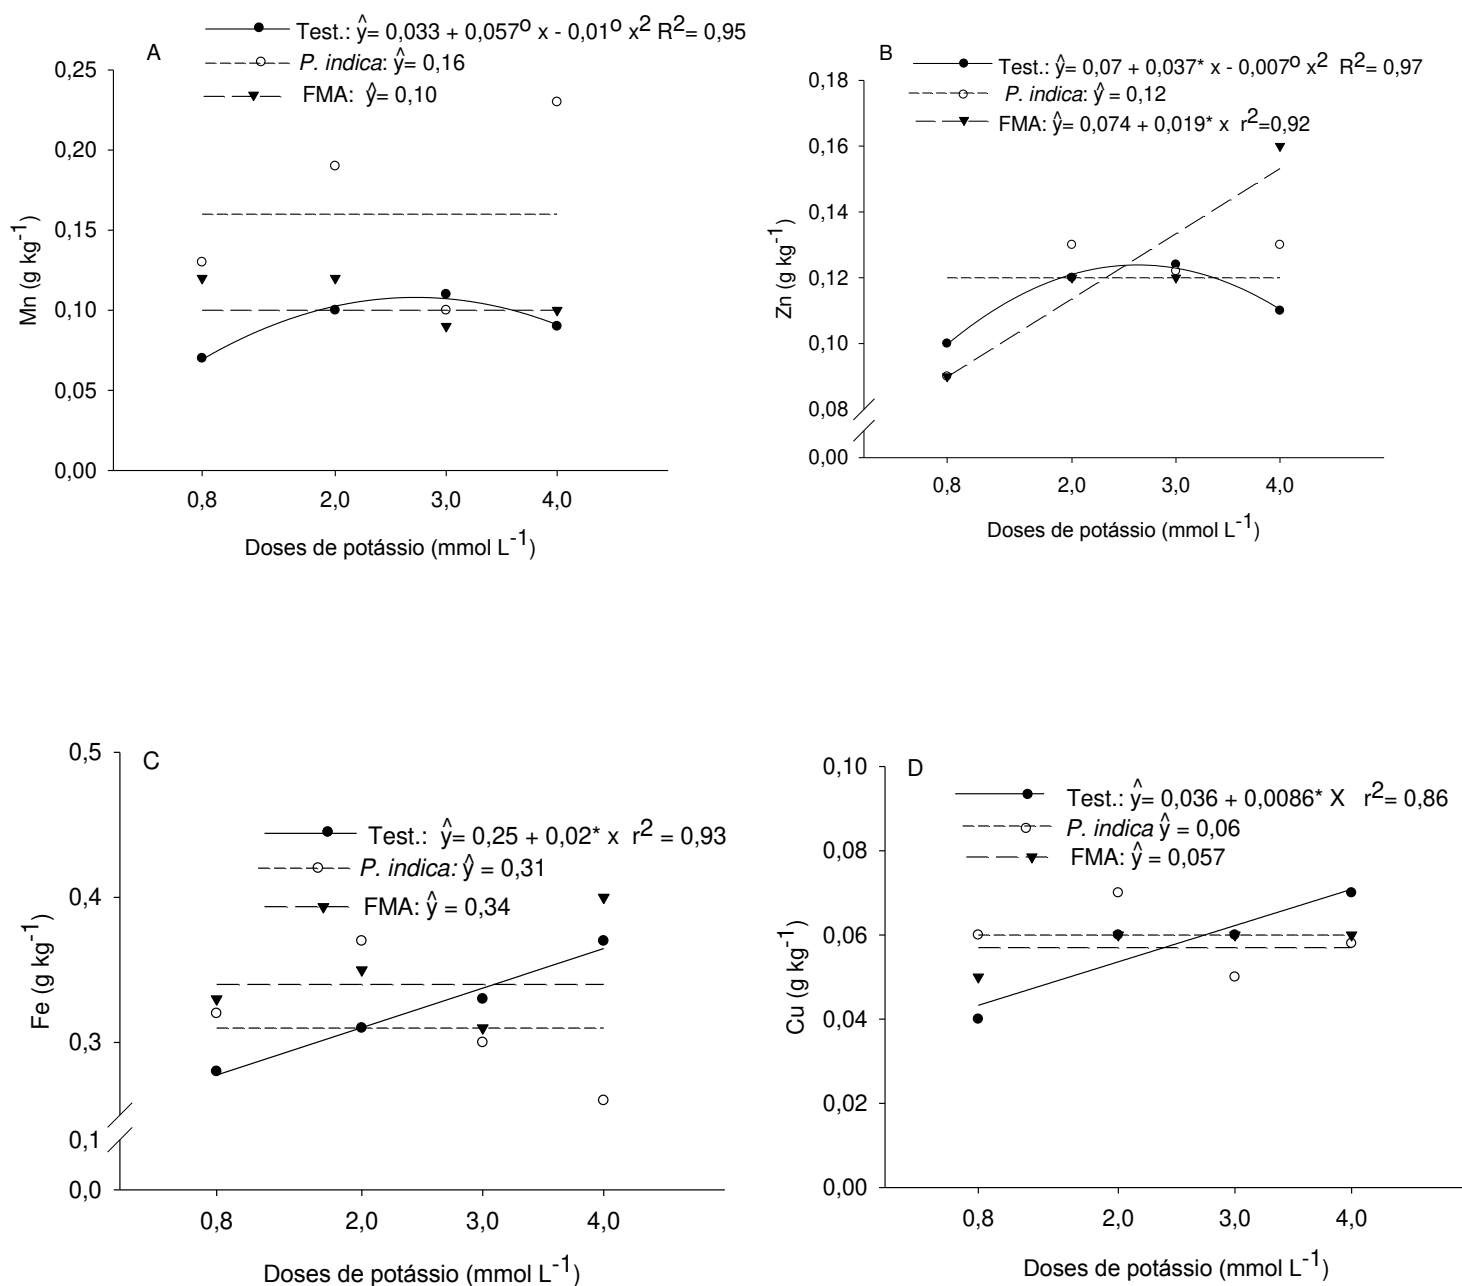 A
Test.: ŷ= 0,033 + 0,057⁰ x - 0,01⁰ x² R²= 0,95
P. indica: ŷ= 0,16
FMA: ŷ= 0,10
0,25
0,20
0,15
0,10
0,05
0,00
Mn (g kg⁻¹)
0,8 2,0 3,0 4,0
Doses de potássio (mmol L⁻¹)
B
Test.: ŷ= 0,07 + 0,037* x - 0,007⁰ x² R²= 0,97
P. indica: ŷ = 0,12
FMA: ŷ= 0,074 + 0,019* x r²=0,92
0,18
0,16
0,14
0,12
0,10
0,08
0,00
Zn (g kg⁻¹)
0,8 2,0 3,0 4,0
Doses de potássio (mmol L⁻¹)
C
Test.: ŷ= 0,25 + 0,02* x r² = 0,93
P. indica: ŷ = 0,31
FMA: ŷ = 0,34
0,5
0,4
0,3
0,1
0,0
Fe (g kg⁻¹)
0,8 2,0 3,0 4,0
Doses de potássio (mmol L⁻¹)
D
Test.: ŷ= 0,036 + 0,0086* X r²= 0,86
P. indica ŷ = 0,06
FMA: ŷ = 0,057
0,10
0,08
0,06
0,04
0,02
0,00
Cu (g kg⁻¹)
0,8 2,0 3,0 4,0
Doses de potássio (mmol L⁻¹)